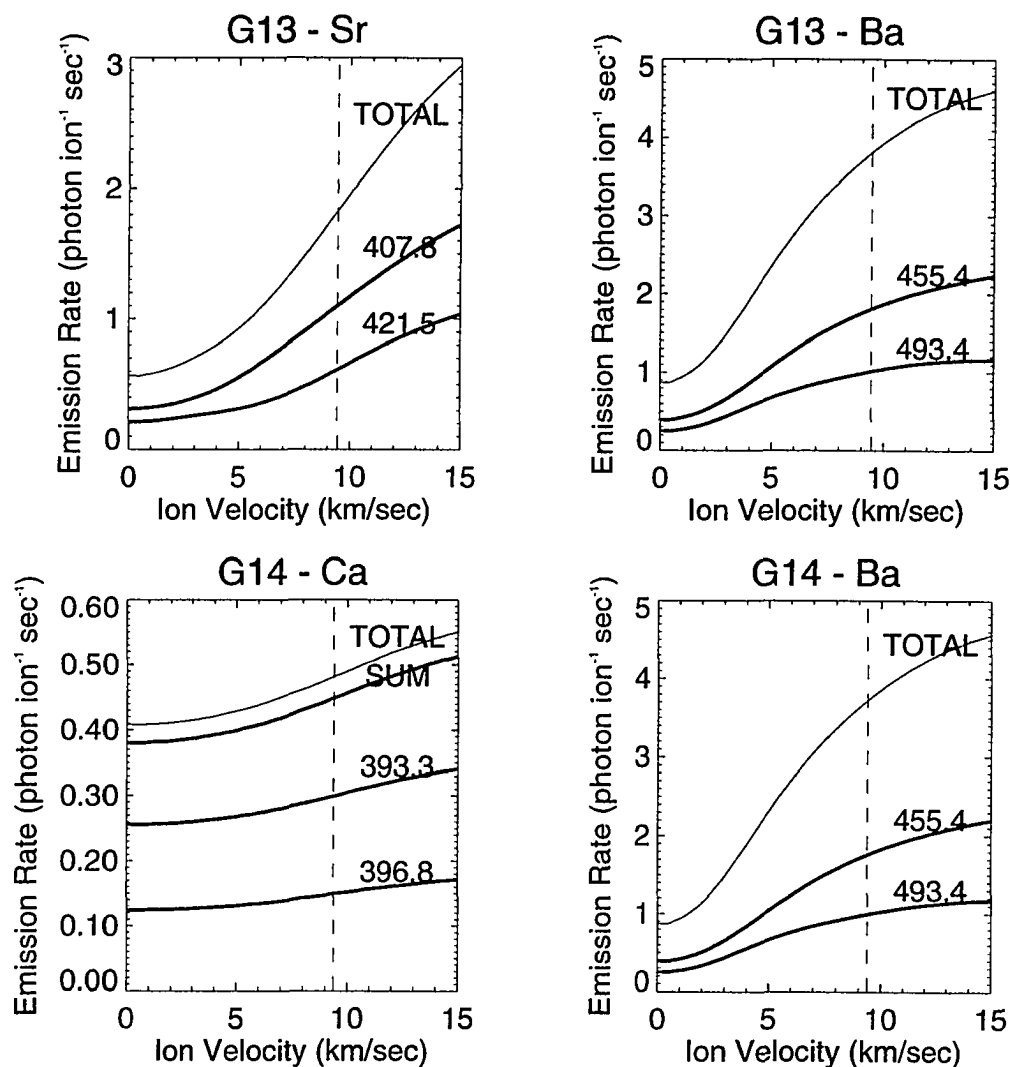 G13 - Sr
Emission Rate (photon ion⁻¹ sec⁻¹)
3
2
1
0
TOTAL
407.8
421.5
0 5 10 15
Ion Velocity (km/sec)
G13 - Ba
Emission Rate (photon ion⁻¹ sec⁻¹)
5
4
3
2
1
0
TOTAL
455.4
493.4
0 5 10 15
Ion Velocity (km/sec)
G14 - Ca
Emission Rate (photon ion⁻¹ sec⁻¹)
0.60
0.50
0.40
0.30
0.20
0.10
0.00
TOTAL
SUM
393.3
396.8
0 5 10 15
Ion Velocity (km/sec)
G14 - Ba
Emission Rate (photon ion⁻¹ sec⁻¹)
5
4
3
2
1
0
TOTAL
455.4
493.4
0 5 10 15
Ion Velocity (km/sec)